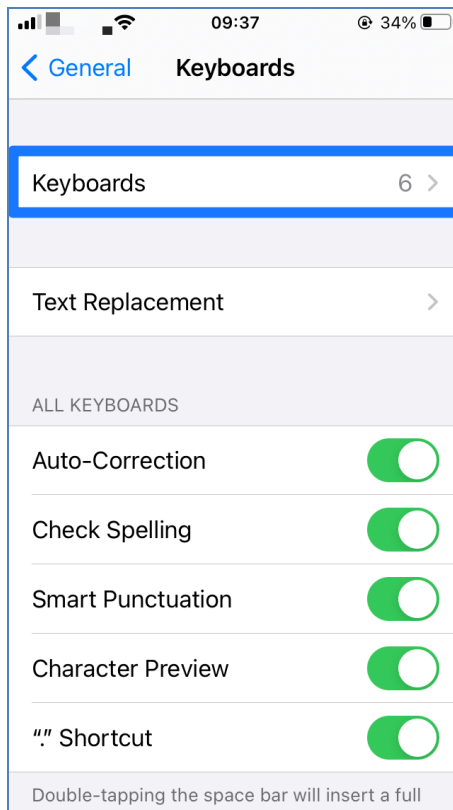 09:37 34%
General Keyboards
Keyboards 6
Text Replacement
ALL KEYBOARDS
Auto-Correction
Check Spelling
Smart Punctuation
Character Preview
“.” Shortcut
Double-tapping the space bar will insert a full